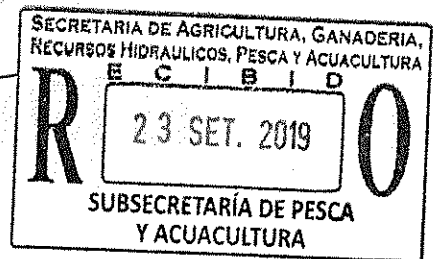 SECRETARIA DE AGRICULTURA, GANADERIA,
RECURSOS HIDRAULICOS, PESCA Y ACUACULTURA
R E C I B I D O
23 SET. 2019
SUBSECRETARÍA DE PESCA
Y ACUACULTURA